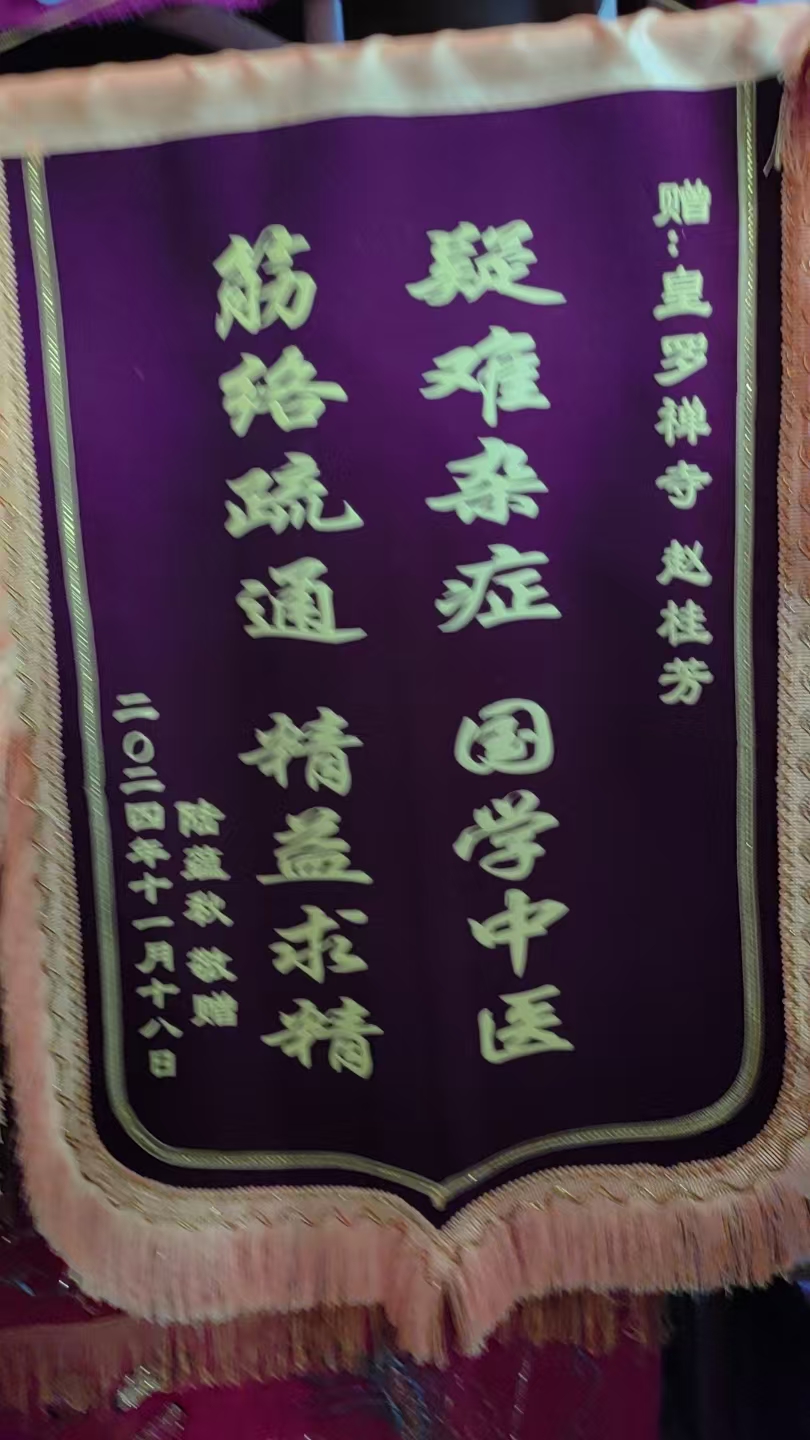 赠：皇罗禅寺 赵桂芳
疑难杂症 国学中医
筋络疏通 精益求精
陰蕴秋 敬赠
二〇二四年十一月十八日